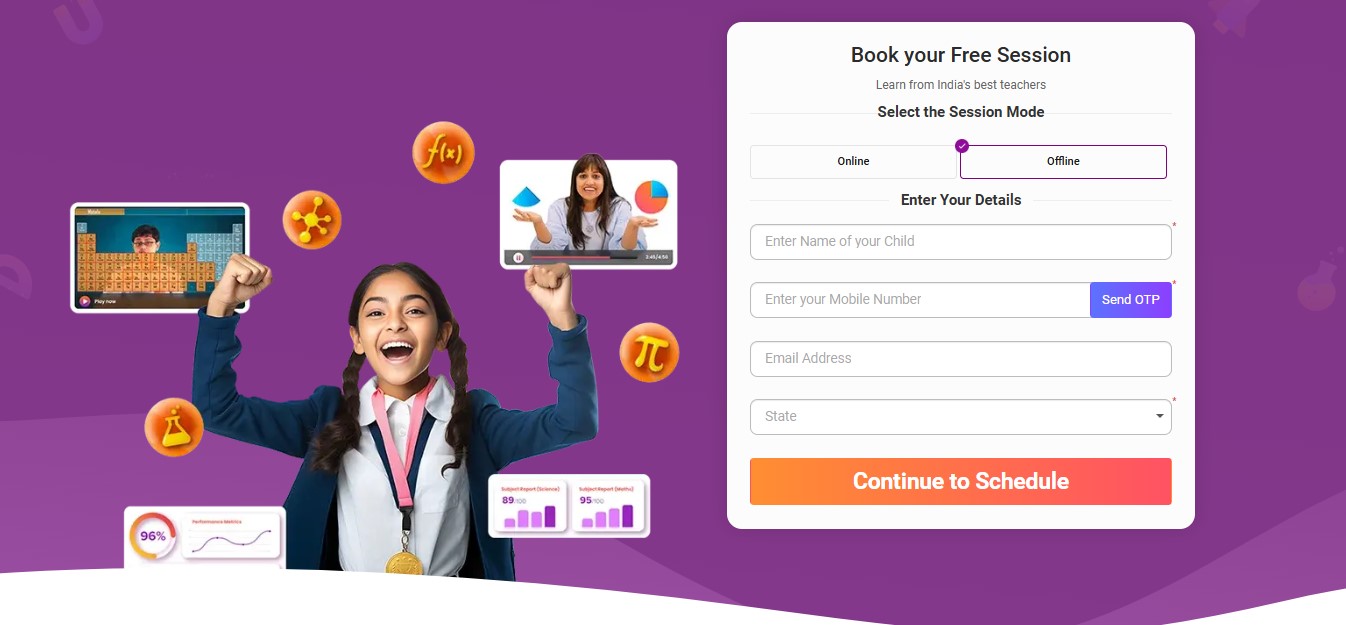 Book your Free Session
Learn from India's best teachers
Select the Session Mode
Online
Offline
Enter Your Details
Enter Name of your Child
*
Enter your Mobile Number
Send OTP
*
Email Address
State
*
Continue to Schedule
f(x)
3:45/4:56
Play now
π
Subject Report (Science)
89/100
Subject Report (Maths)
95/100
96%
Performance Metrics